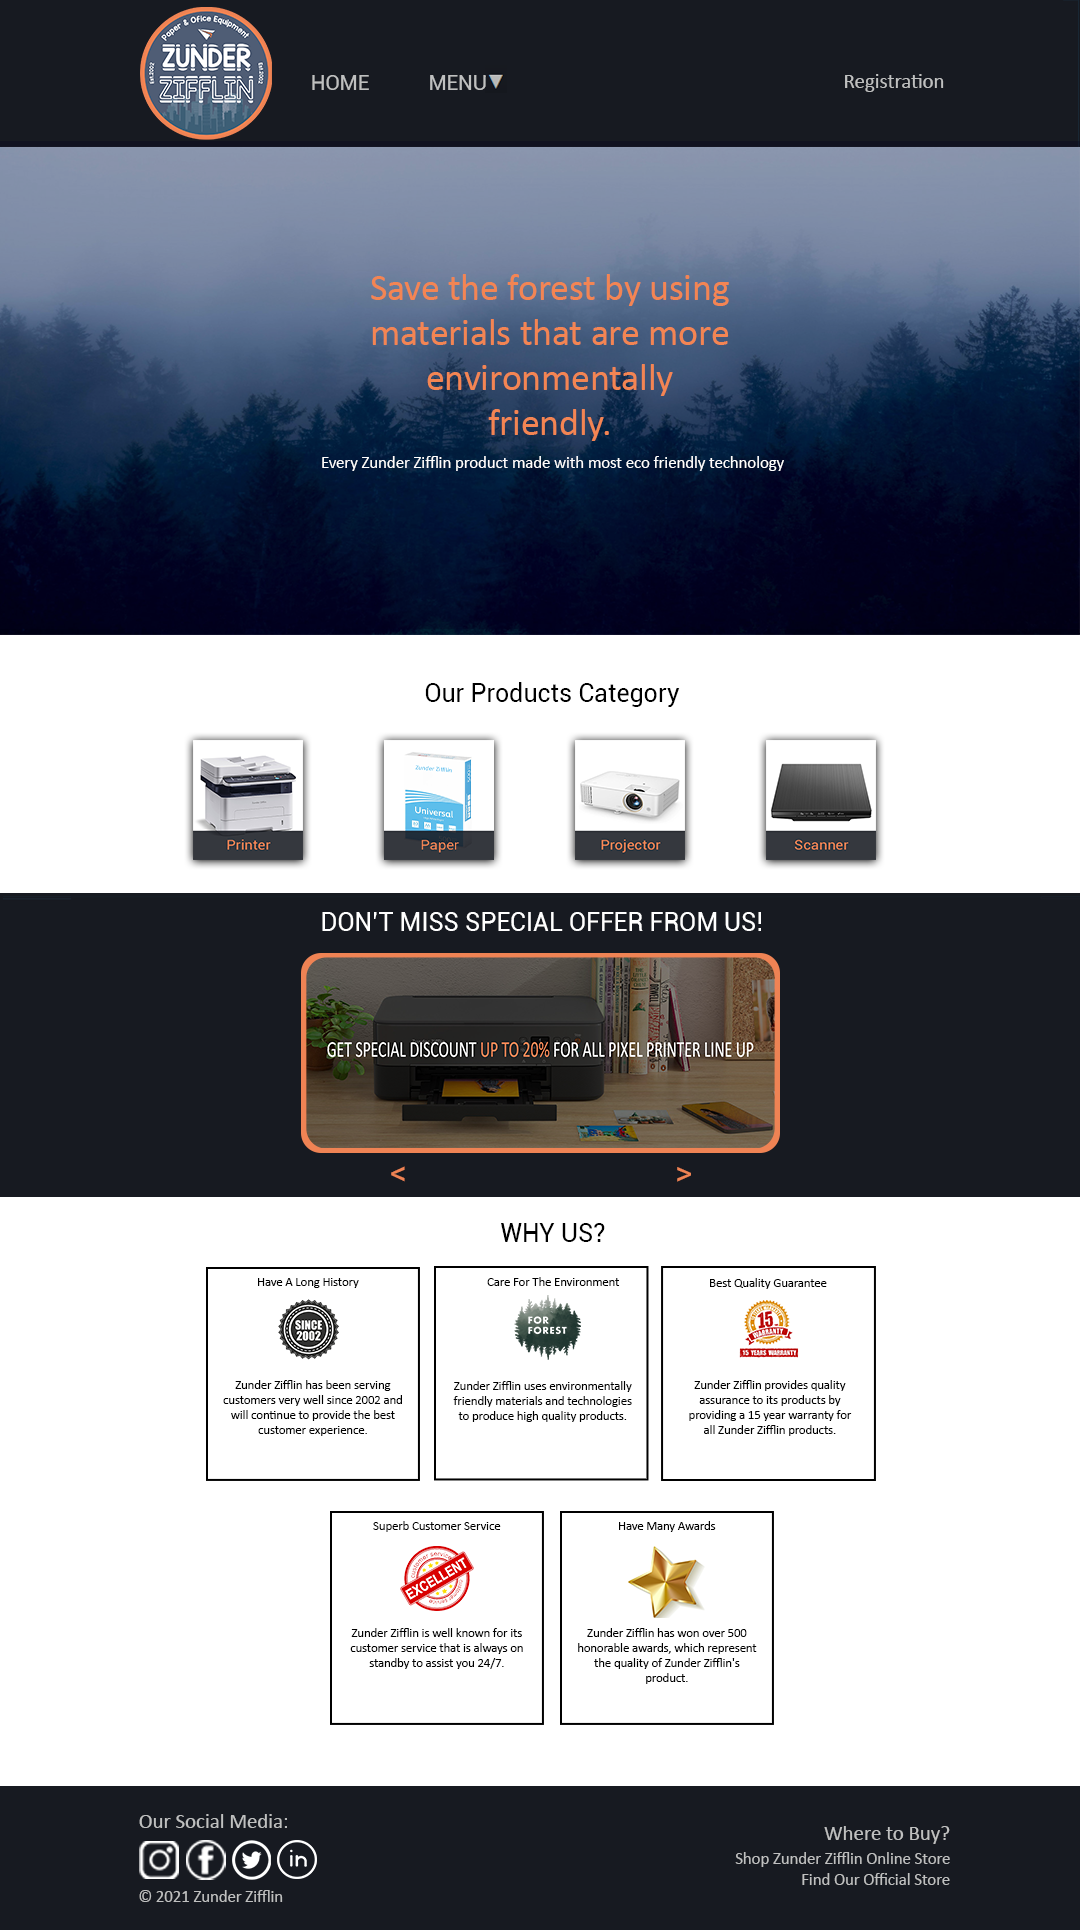 Paper & Ofice Equipment
ZUNDER
ZIFFLIN
Est.2002
Est.2002
HOME
MENU▼
Registration
Save the forest by using
materials that are more
environmentally
friendly.
Every Zunder Zifflin product made with most eco friendly technology
Our Products Category
Zunder Zifflin
Universal
Printer
Paper
Projector
Scanner
DON'T MISS SPECIAL OFFER FROM US!
GET SPECIAL DISCOUNT UP TO 20% FOR ALL PIXEL PRINTER LINE UP
<
>
WHY US?
Have A Long History
SINCE
2002
Zunder Zifflin has been serving
customers very well since 2002 and
will continue to provide the best
customer experience.
Care For The Environment
FOR
FOREST
Zunder Zifflin uses environmentally
friendly materials and technologies
to produce high quality products.
Best Quality Guarantee
15
WARRANTY
15 YEARS WARRANTY
Zunder Zifflin provides quality
assurance to its products by
providing a 15 year warranty for
all Zunder Zifflin products.
Superb Customer Service
customer service
EXCELLENT
customer service
Zunder Zifflin is well known for its
customer service that is always on
standby to assist you 24/7.
Have Many Awards
Zunder Zifflin has won over 500
honorable awards, which represent
the quality of Zunder Zifflin's
product.
Our Social Media:
in
© 2021 Zunder Zifflin
Where to Buy?
Shop Zunder Zifflin Online Store
Find Our Official Store